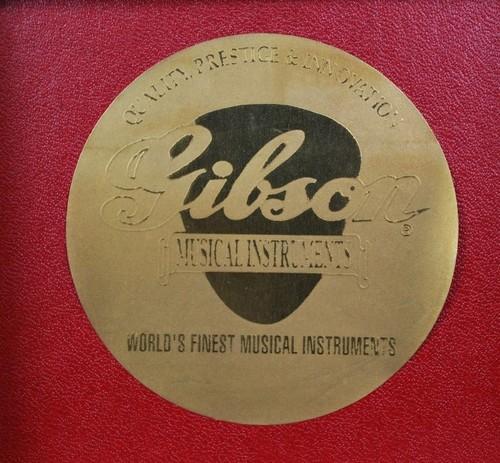 QUALITY, PRESTIGE & INNOVATION
Gibson
®
MUSICAL INSTRUMENTS
WORLD'S FINEST MUSICAL INSTRUMENTS